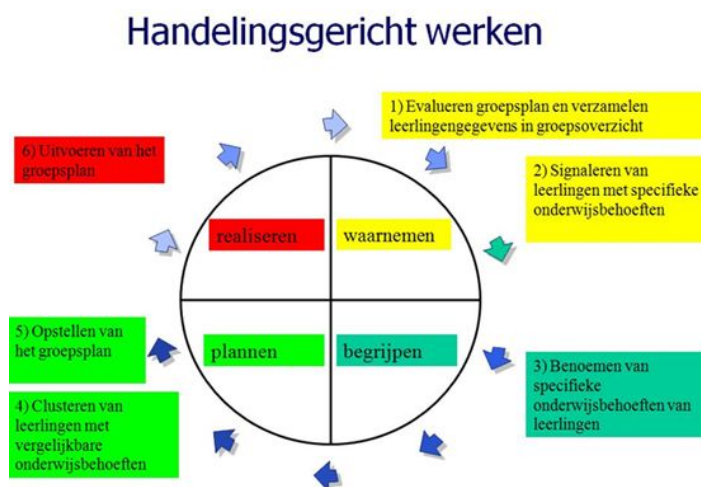 Handelingsgericht werken
1) Evalueren groepsplan en verzamelen
leerlingengegevens in groepsoverzicht
2) Signaleren van
leerlingen met specifieke
onderwijsbehoeften
3) Benoemen van
specifieke
onderwijsbehoeften van
leerlingen
4) Clusteren van
leerlingen met
vergelijkbare
onderwijsbehoeften
5) Opstellen van
het groepsplan
6) Uitvoeren van het
groepsplan
realiseren
waarnemen
plannen
begrijpen